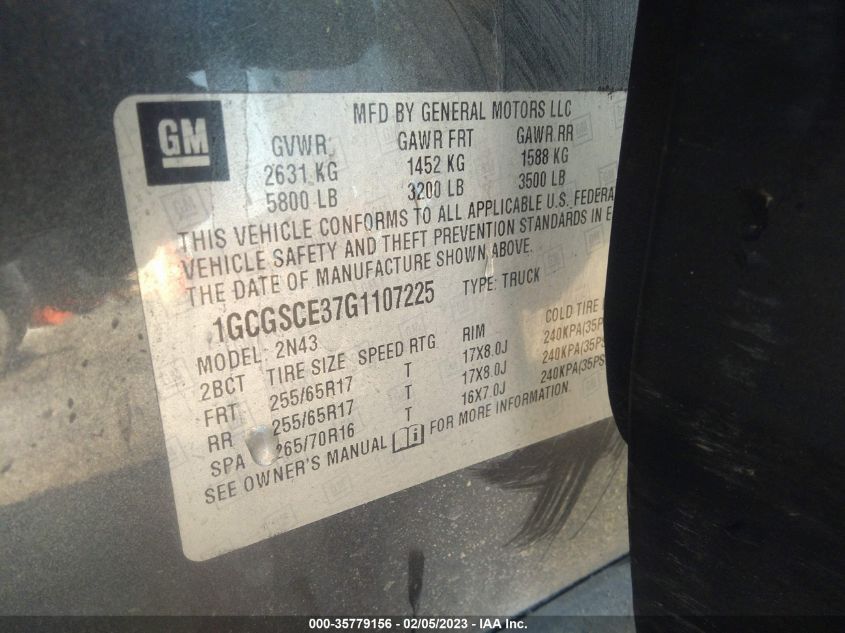 GM
MFD BY GENERAL MOTORS LLC
GVWR GAWR FRT GAWR RR
2631 KG 1452 KG 1588 KG
5800 LB 3200 LB 3500 LB
THIS VEHICLE CONFORMS TO ALL APPLICABLE U.S. FEDERA
VEHICLE SAFETY AND THEFT PREVENTION STANDARDS IN E
THE DATE OF MANUFACTURE SHOWN ABOVE.
1GCGSCE37G1107225 TYPE: TRUCK
MODEL: 2N43
2BCT TIRE SIZE SPEED RTG RIM COLD TIRE
FRT 255/65R17 T 17X8.0J 240KPA(35P
RR 255/65R17 T 17X8.0J 240KPA(35PS
SPA 265/70R16 T 16X7.0J 240KPA(35PS
SEE OWNER'S MANUAL FOR MORE INFORMATION.
000-35779156 - 02/05/2023 - IAA Inc.